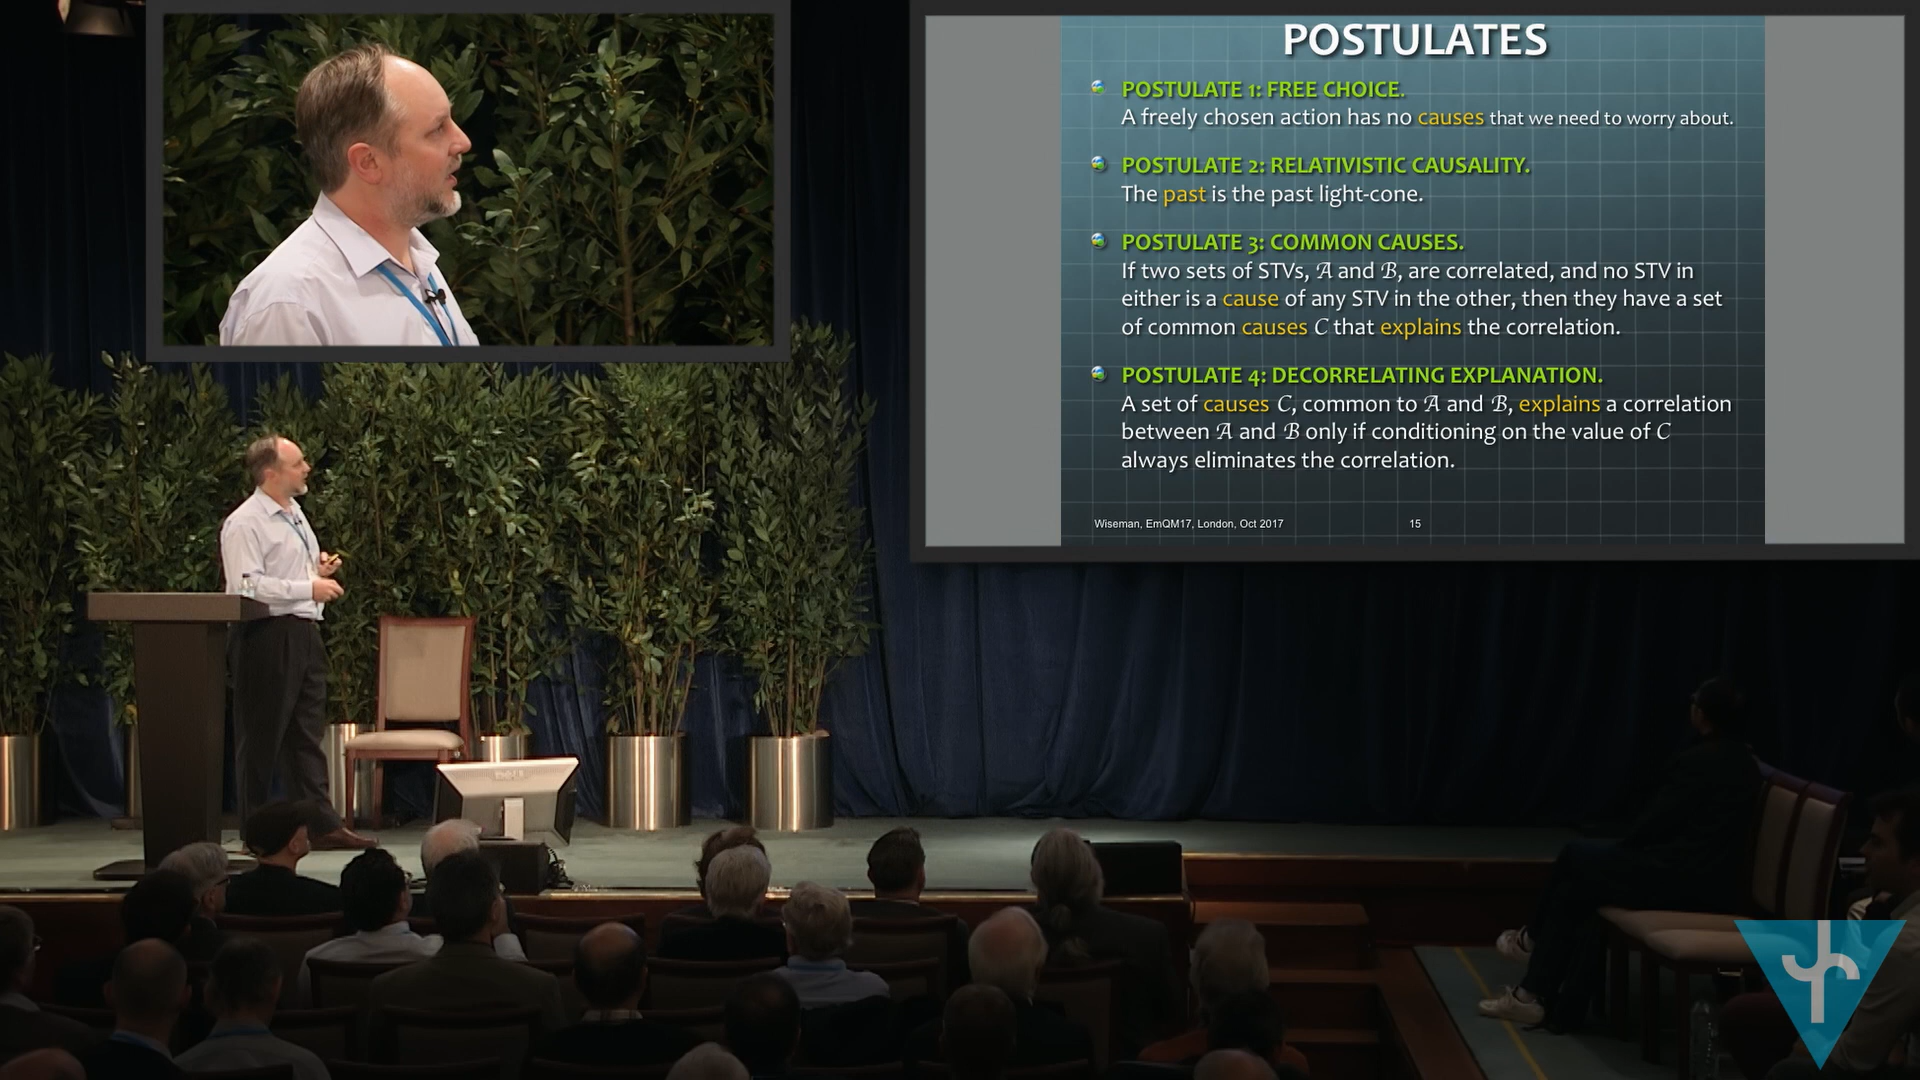 POSTULATES
POSTULATE 1: FREE CHOICE.
A freely chosen action has no causes that we need to worry about.
POSTULATE 2: RELATIVISTIC CAUSALITY.
The past is the past light-cone.
POSTULATE 3: COMMON CAUSES.
If two sets of STVs, 𝒜 and ℬ, are correlated, and no STV in
either is a cause of any STV in the other, then they have a set
of common causes C that explains the correlation.
POSTULATE 4: DECORRELATING EXPLANATION.
A set of causes C, common to 𝒜 and ℬ, explains a correlation
between 𝒜 and ℬ only if conditioning on the value of C
always eliminates the correlation.
Wiseman, EmQM17, London, Oct 2017 15
DELL